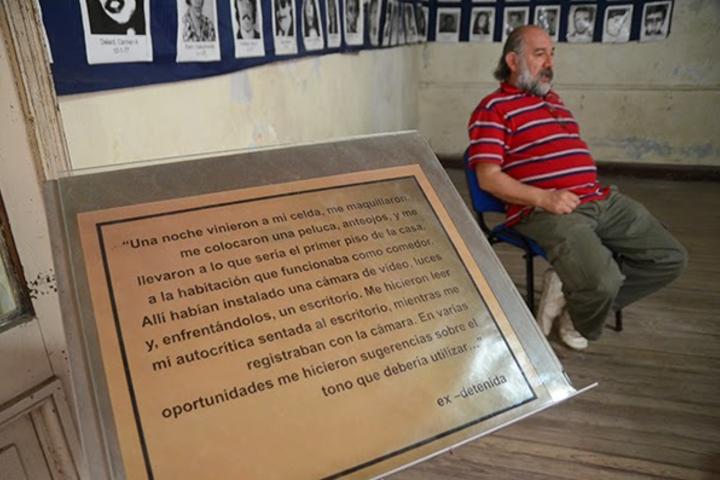 “Una noche vinieron a mi celda, me maquillaron,
me colocaron una peluca, anteojos, y me
llevaron a lo que sería el primer piso de la casa,
a la habitación que funcionaba como comedor.
Allí habían instalado una cámara de video, luces
y, enfrentándolos, un escritorio. Me hicieron leer
mi autocrítica sentada al escritorio, mientras me
registraban con la cámara. En varias
oportunidades me hicieron sugerencias sobre el
tono que debería utilizar…”
ex –detenida